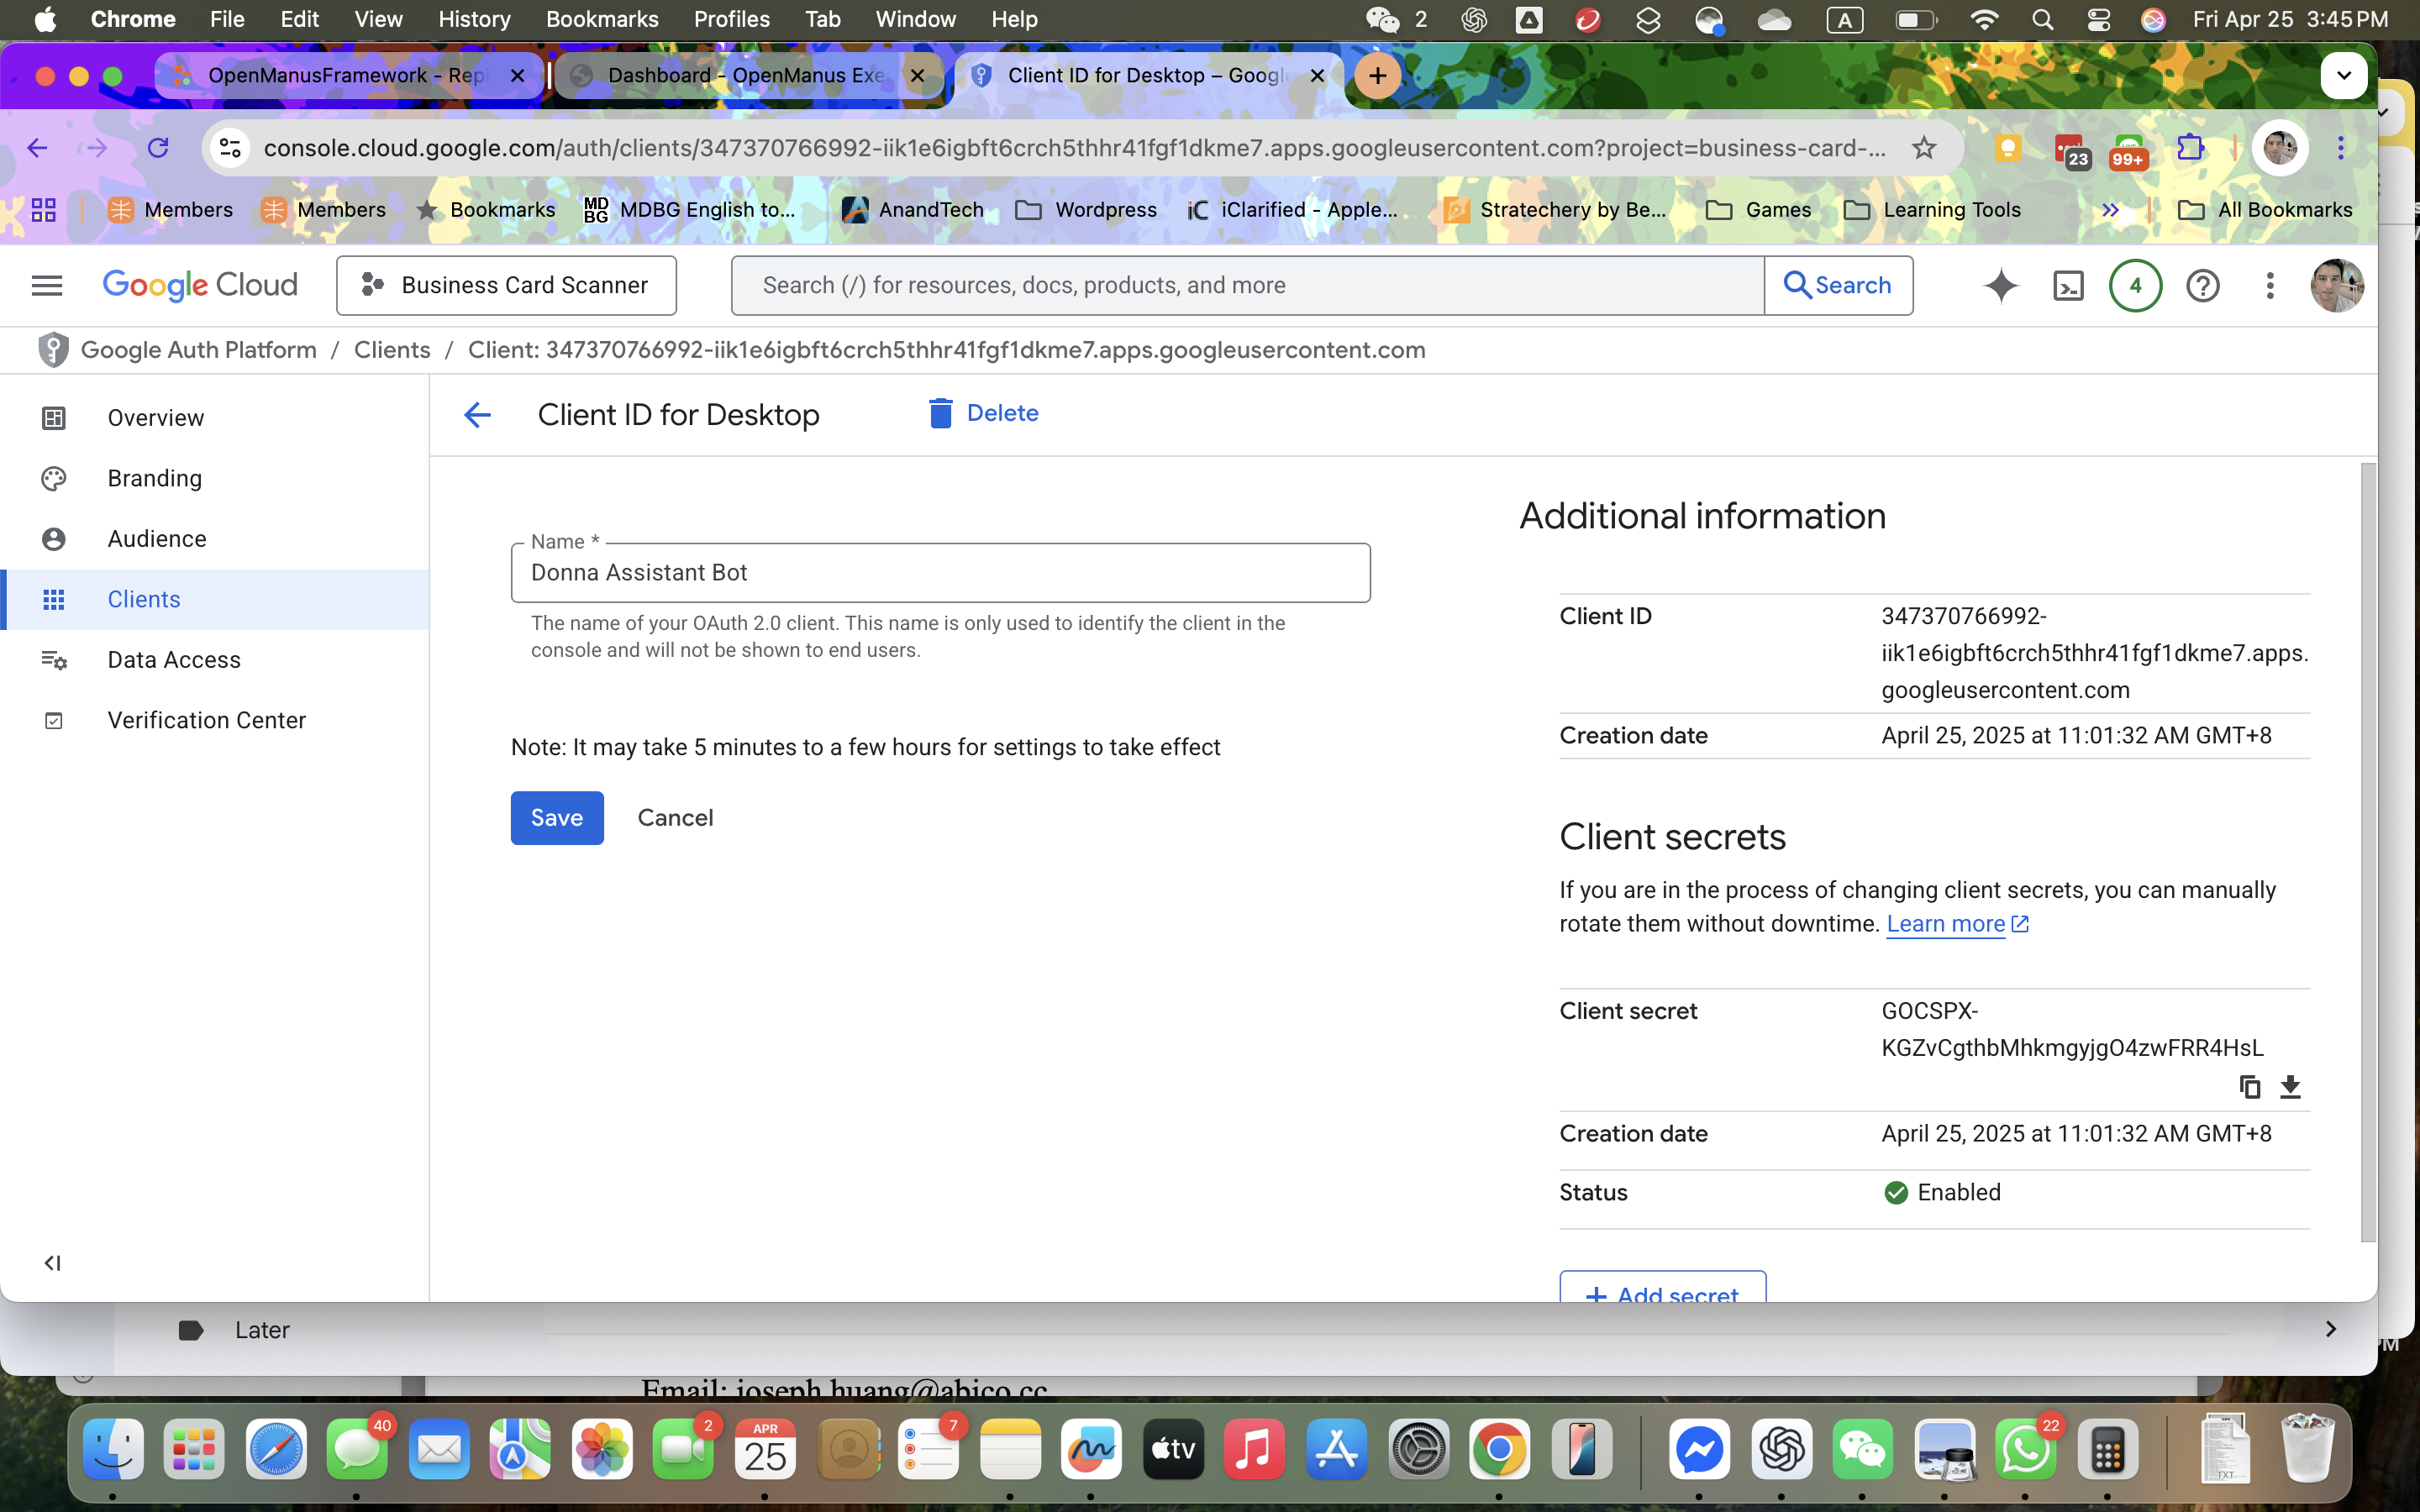 Chrome File Edit View History Bookmarks Profiles Tab Window Help 2 A Fri Apr 25 3:45 PM
OpenManusFramework - Repl Dashboard - OpenManus Exe Client ID for Desktop – Google
console.cloud.google.com/auth/clients/347370766992-iik1e6igbft6crch5thhr41fgf1dkme7.apps.googleusercontent.com?project=business-card-... 23 99+
Members Members Bookmarks MDBG MDBG English to... AnandTech Wordpress iC iClarified - Apple... Stratechery by Be... Games Learning Tools All Bookmarks
Google Cloud Business Card Scanner Search (/) for resources, docs, products, and more Search 4
Google Auth Platform / Clients / Client: 347370766992-iik1e6igbft6crch5thhr41fgf1dkme7.apps.googleusercontent.com
Overview
Branding
Audience
Clients
Data Access
Verification Center
Client ID for Desktop Delete
Name *
Donna Assistant Bot
The name of your OAuth 2.0 client. This name is only used to identify the client in the
console and will not be shown to end users.
Note: It may take 5 minutes to a few hours for settings to take effect
Save Cancel
Additional information
Client ID 347370766992-
iik1e6igbft6crch5thhr41fgf1dkme7.apps.
googleusercontent.com
Creation date April 25, 2025 at 11:01:32 AM GMT+8
Client secrets
If you are in the process of changing client secrets, you can manually
rotate them without downtime. Learn more
Client secret GOCSPX-
KGZvCgthbMhkmgyjgO4zwFRR4HsL
Creation date April 25, 2025 at 11:01:32 AM GMT+8
Status Enabled
+ Add secret
Later
PM
Email: joseph.huang@abico.cc
40 2 APR 25 7 tv 22 TXT